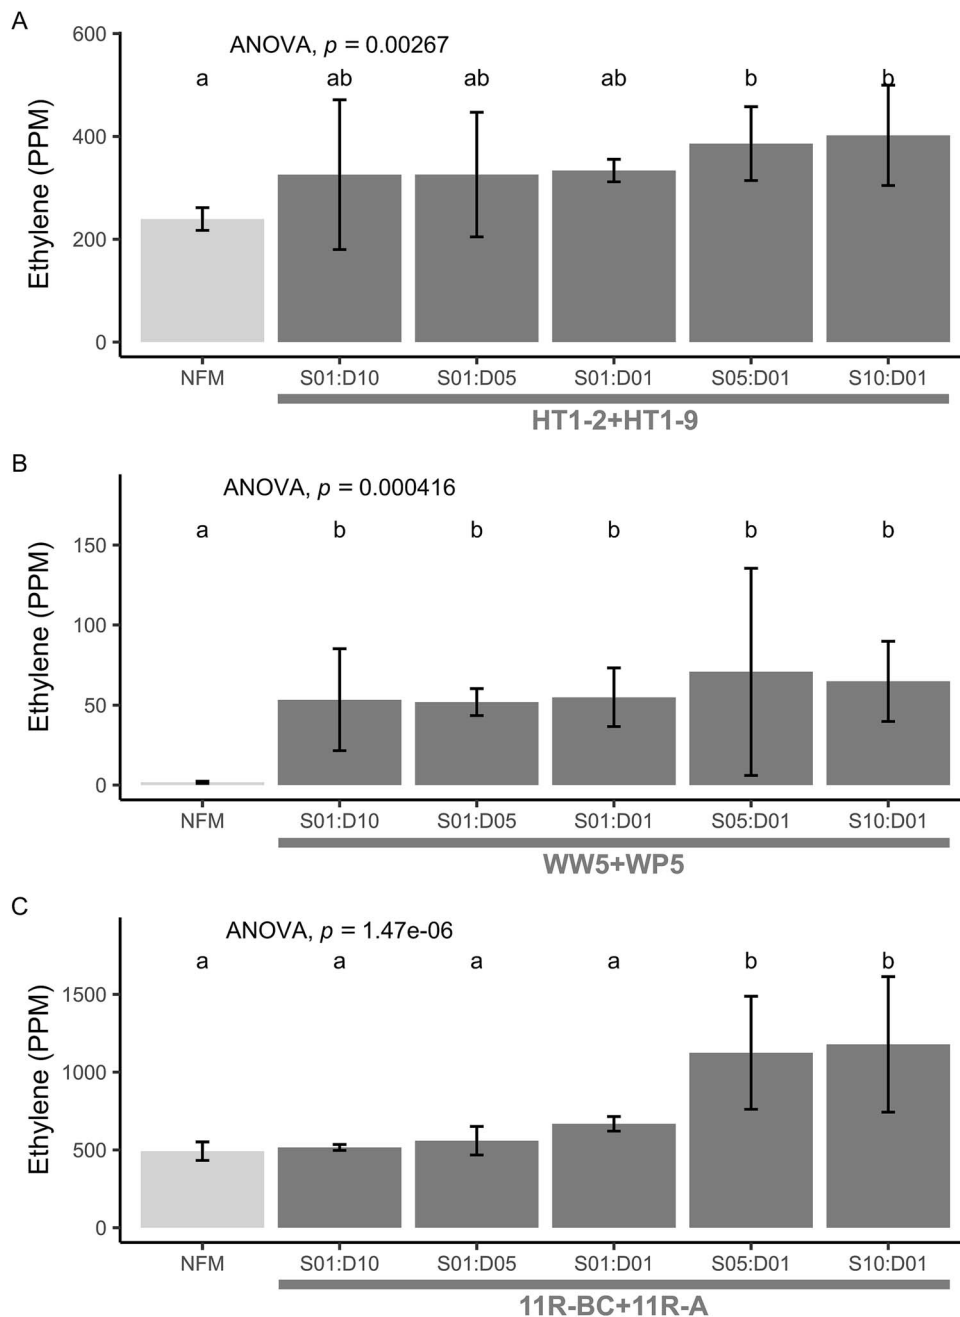 A
600
ANOVA, p = 0.00267
a ab ab ab b b
400
Ethylene (PPM)
200
0
NFM S01:D10 S01:D05 S01:D01 S05:D01 S10:D01
HT1-2+HT1-9
B
ANOVA, p = 0.000416
a b b b b b
150
100
Ethylene (PPM)
50
0
NFM S01:D10 S01:D05 S01:D01 S05:D01 S10:D01
WW5+WP5
C
ANOVA, p = 1.47e-06
a a a a b b
1500
1000
Ethylene (PPM)
500
0
NFM S01:D10 S01:D05 S01:D01 S05:D01 S10:D01
11R-BC+11R-A